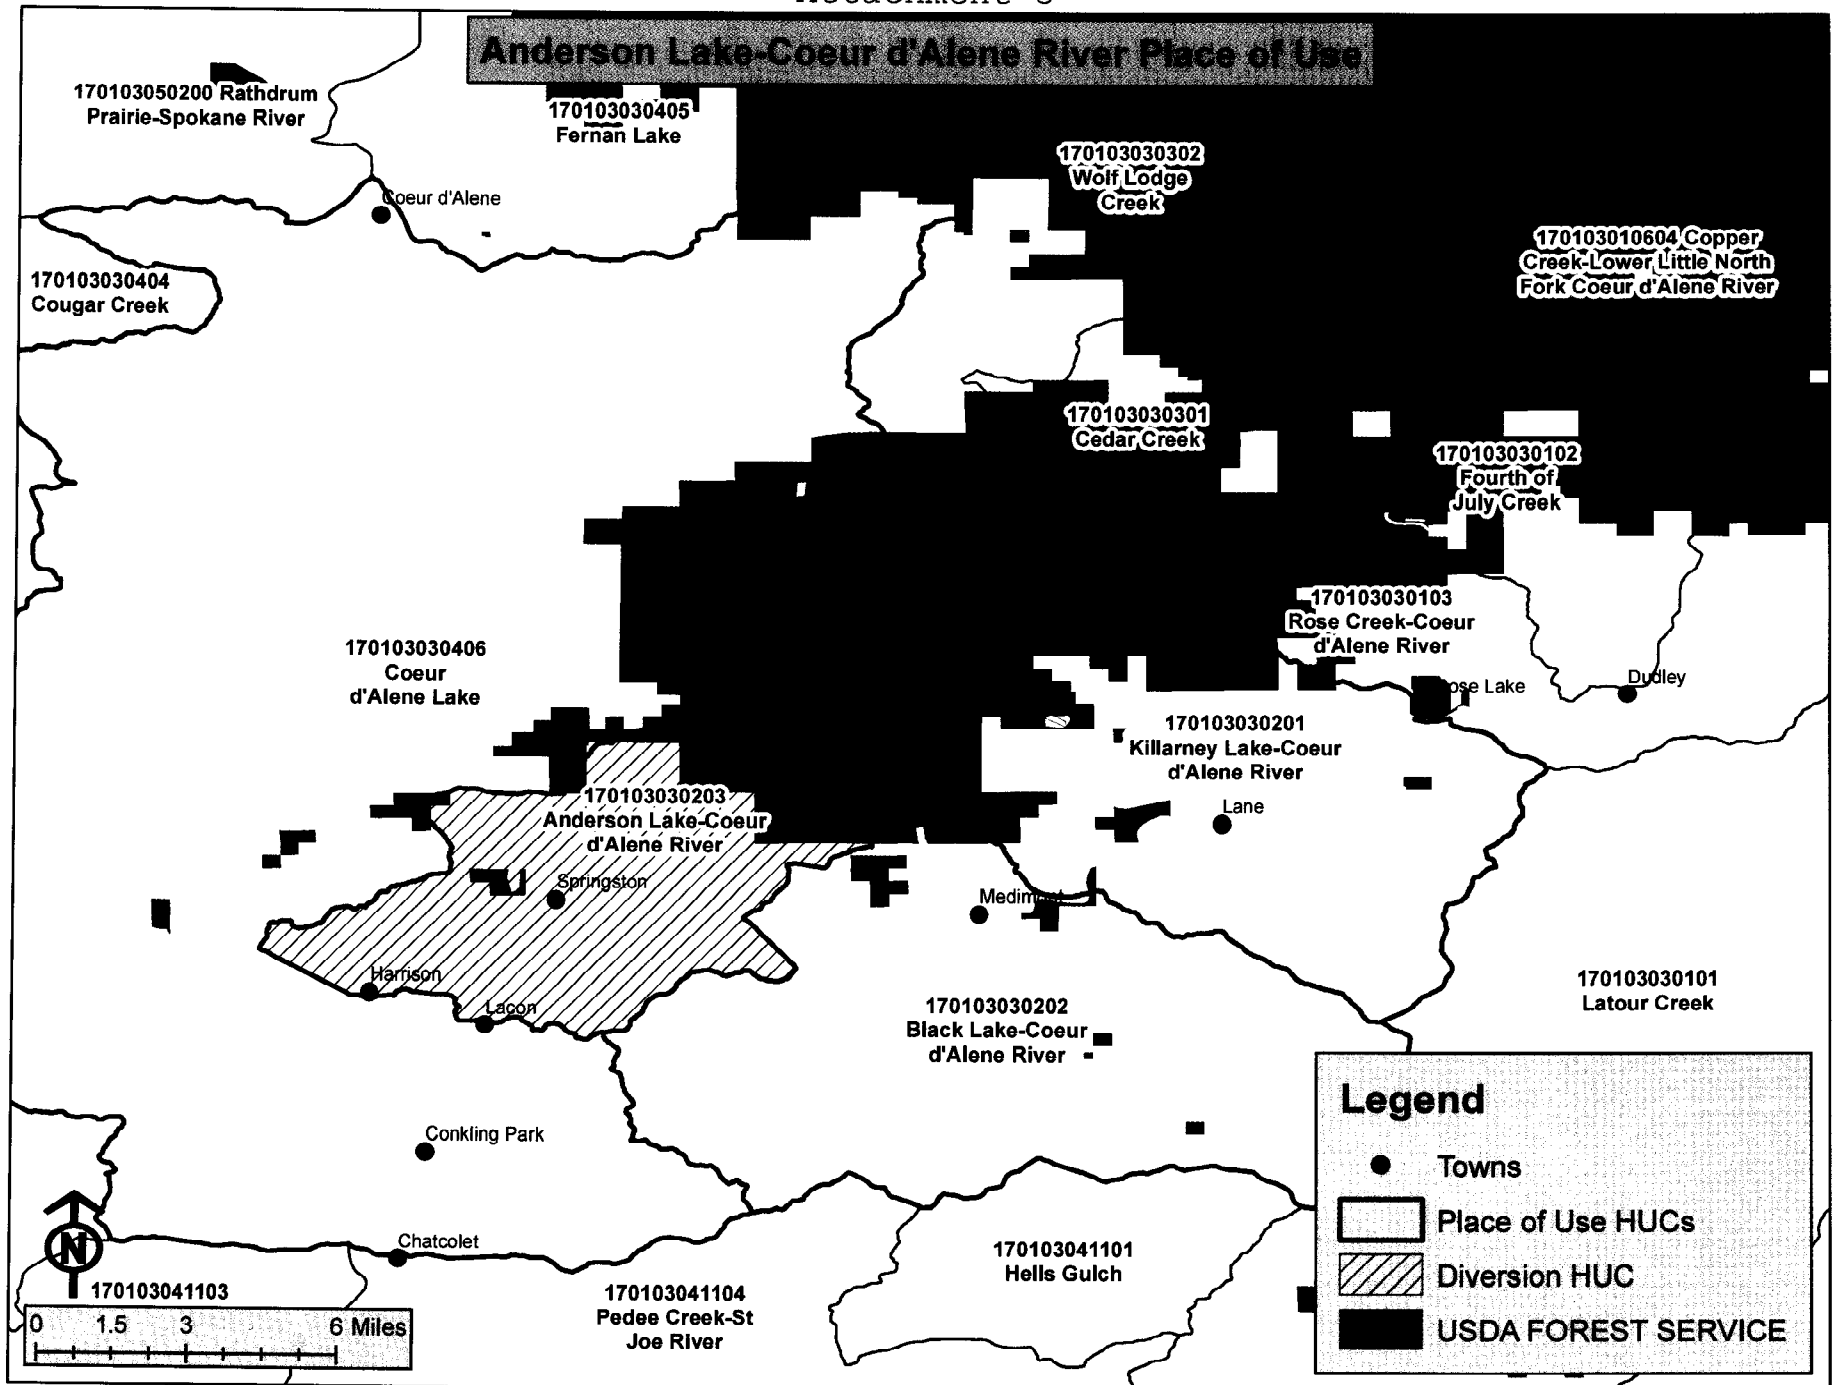 Anderson Lake-Coeur d'Alene River Place of Use
170103050200 Rathdrum
Prairie-Spokane River
170103030405
Fernan Lake
170103030302
Wolf Lodge
Creek
170103010604 Copper
Creek-Lower Little North
Fork Coeur d'Alene River
Coeur d'Alene
170103030404
Cougar Creek
170103030301
Cedar Creek
170103030102
Fourth of
July Creek
170103030103
Rose Creek-Coeur
d'Alene River
170103030406
Coeur
d'Alene Lake
Dudley
Rose Lake
170103030201
Killarney Lake-Coeur
d'Alene River
170103030203
Anderson Lake-Coeur
d'Alene River
Lane
Springston
Medimont
Harrison
Lacon
170103030101
Latour Creek
170103030202
Black Lake-Coeur
d'Alene River
Conkling Park
Chatcolet
170103041101
Hells Gulch
170103041103
170103041104
Pedee Creek-St
Joe River
N
0 1.5 3 6 Miles
Legend
Towns
Place of Use HUCs
Diversion HUC
USDA FOREST SERVICE